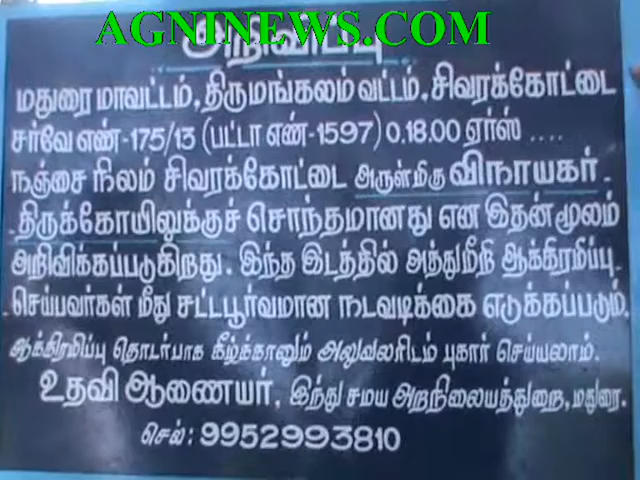 AGNINEWS.COM
அறிவிப்பு
மதுரை மாவட்டம், திருமங்கலம் வட்டம், சிவரக்கோட்டை
சர்வே எண்-175/13 (பட்டா எண்-1597) 0.18.00 ஏர்ஸ் ....
நஞ்சை நிலம் சிவரக்கோட்டை அருள்மிகு விநாயகர்
திருக்கோயிலுக்குச் சொந்தமானது என இதன்மூலம்
அறிவிக்கப்படுகிறது. இந்த இடத்தில் அத்துமீறி ஆக்கிரமிப்பு
செய்பவர்கள் மீது சட்டபூர்வமான நடவடிக்கை எடுக்கப்படும்.
ஆக்கிரமிப்பு தொடர்பாக கீழ்க்கானும் அலுவலரிடம் புகார் செய்யலாம்.
உதவி ஆணையர், இந்து சமய அறநிலையத்துறை, மதுரை.
செல்: 9952993810